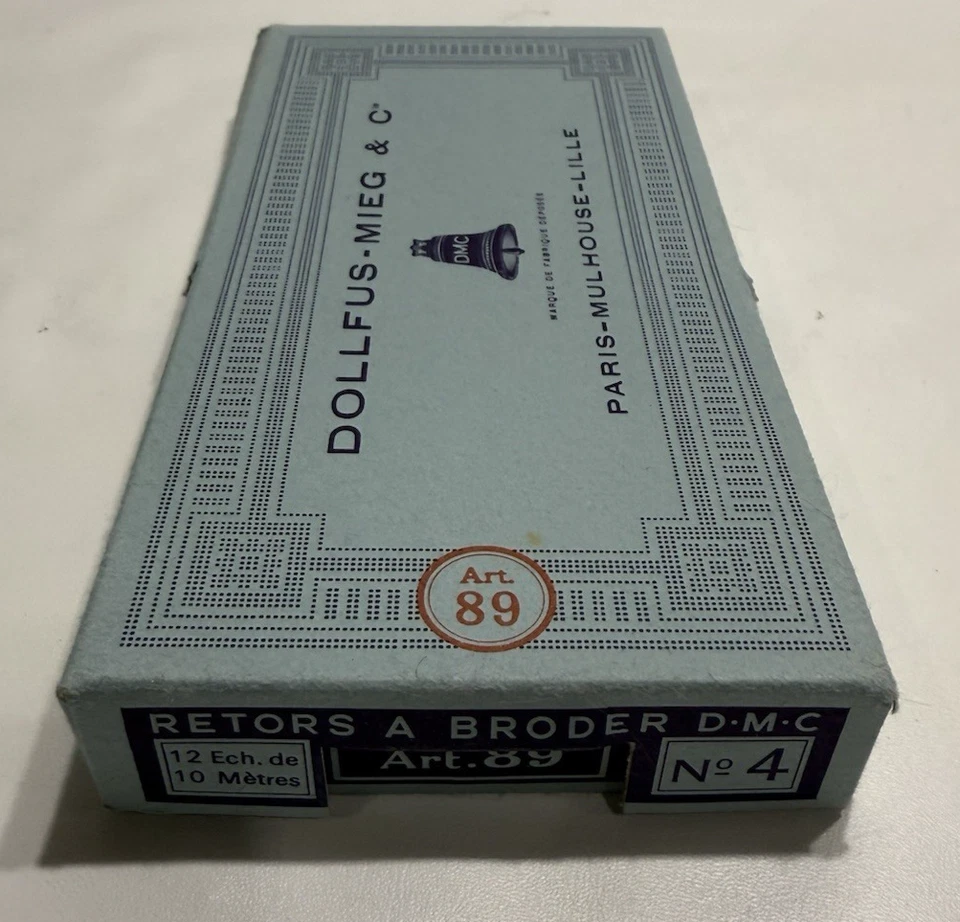 DOLLFUS-MIEG & Cie
DMC
MARQUE DE FABRIQUE DÉPOSÉE
PARIS-MULHOUSE-LILLE
Art.
89
RETORS A BRODER D·M·C
12 Ech. de
10 Mètres
Art. 89
No 4